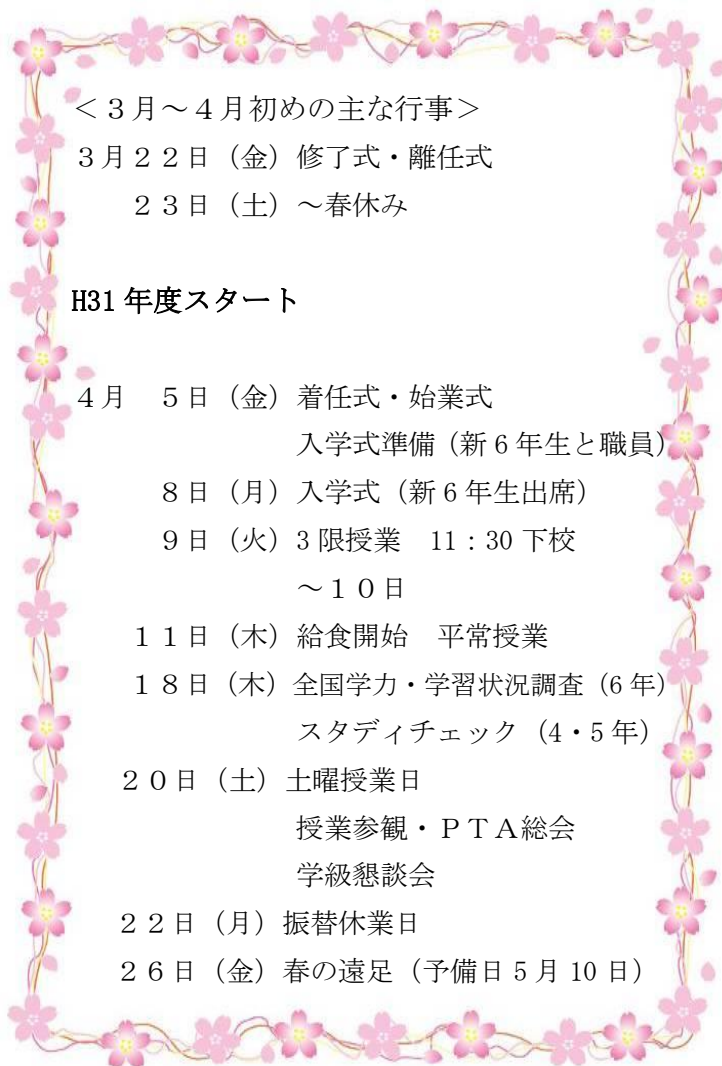 ＜３月～４月初めの主な行事＞
３月２２日（金）修了式・離任式
２３日（土）～春休み
H31 年度スタート
４月　５日（金）着任式・始業式
入学式準備（新 6 年生と職員）
８日（月）入学式（新 6 年生出席）
９日（火）3 限授業　11：30 下校
～１０日
１１日（木）給食開始　平常授業
１８日（木）全国学力・学習状況調査（6 年）
スタディチェック（4・5 年）
２０日（土）土曜授業日
授業参観・ＰＴＡ総会
学級懇談会
２２日（月）振替休業日
２６日（金）春の遠足（予備日 5 月 10 日）